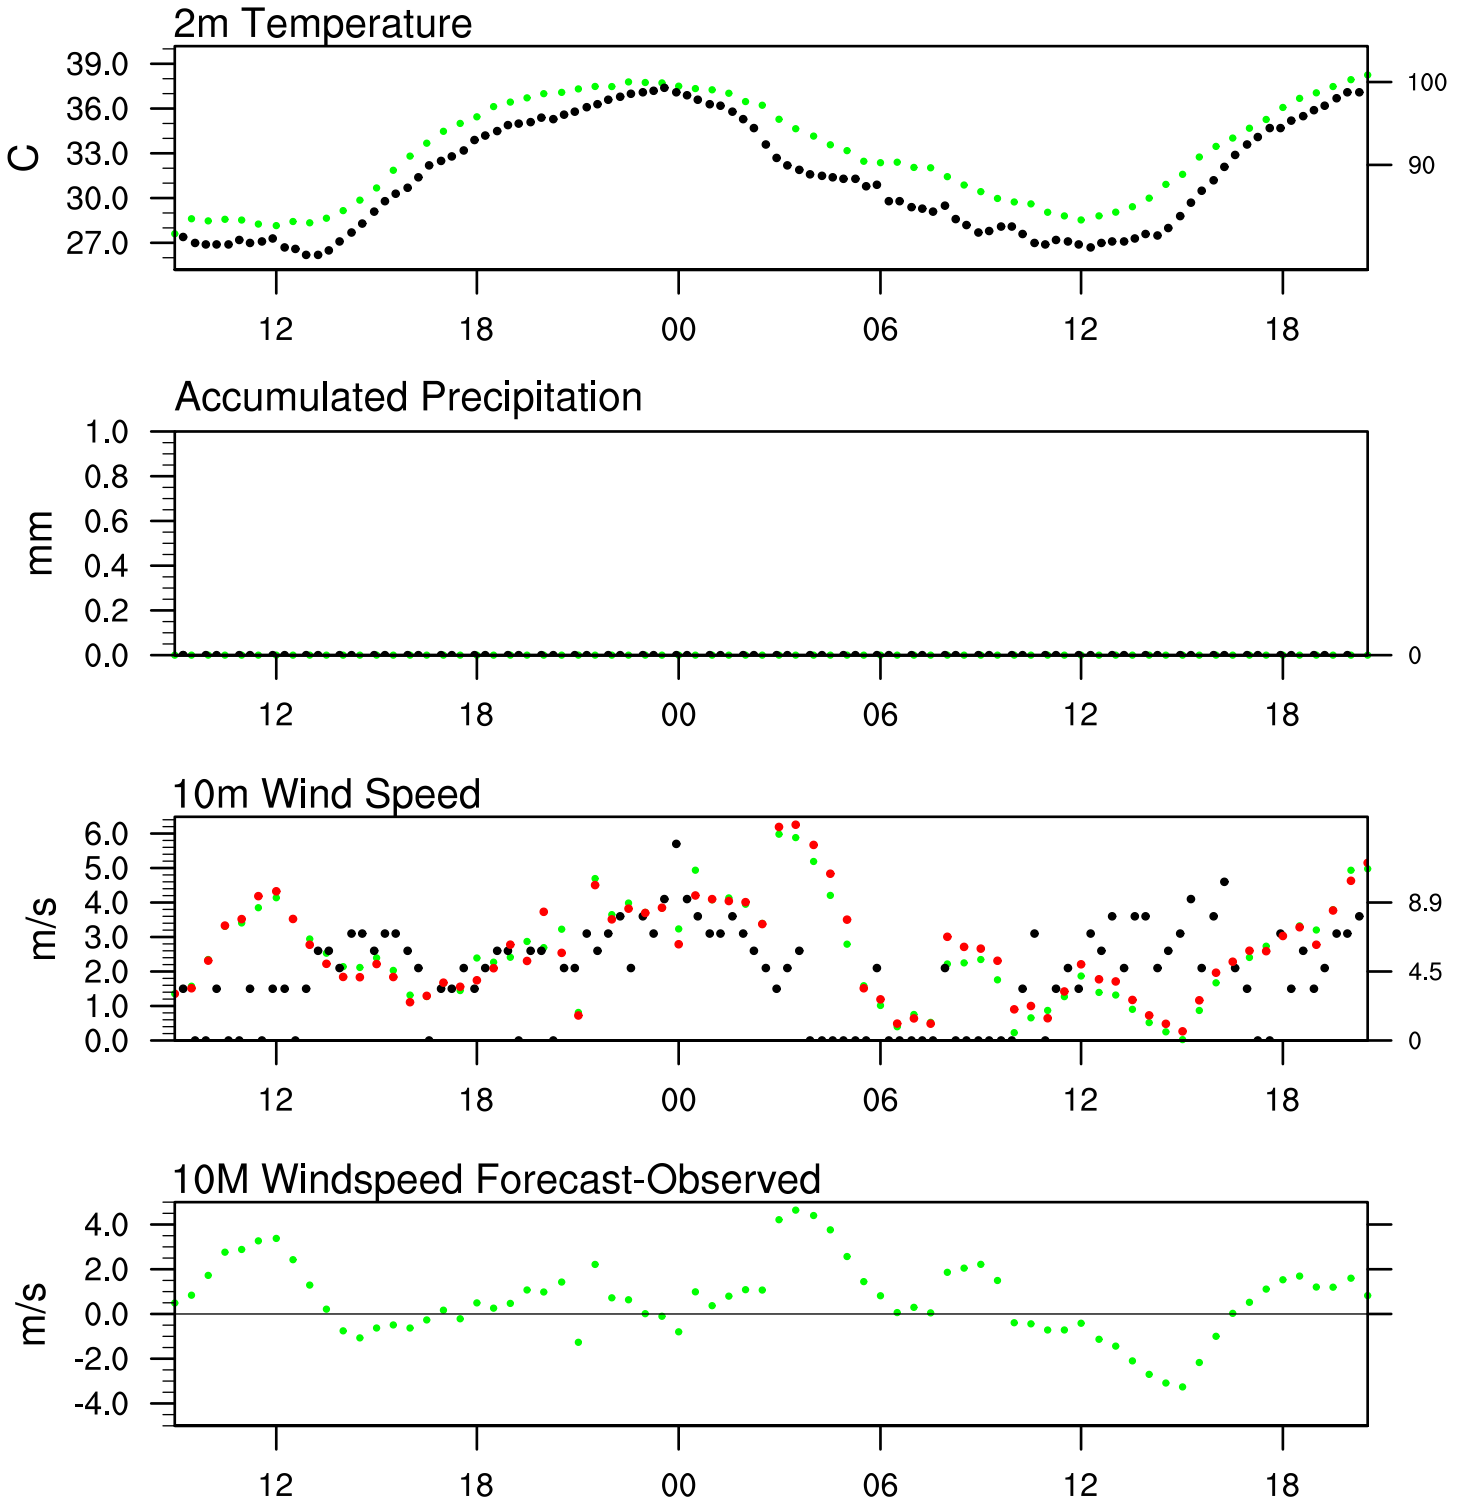 2m Temperature
39.0
36.0
33.0
30.0
27.0
C
100
90
12 18 00 06 12 18
Accumulated Precipitation
1.0
0.8
0.6
0.4
0.2
0.0
mm
0
12 18 00 06 12 18
10m Wind Speed
6.0
5.0
4.0
3.0
2.0
1.0
0.0
m/s
8.9
4.5
0
12 18 00 06 12 18
10M Windspeed Forecast-Observed
4.0
2.0
0.0
-2.0
-4.0
m/s
12 18 00 06 12 18